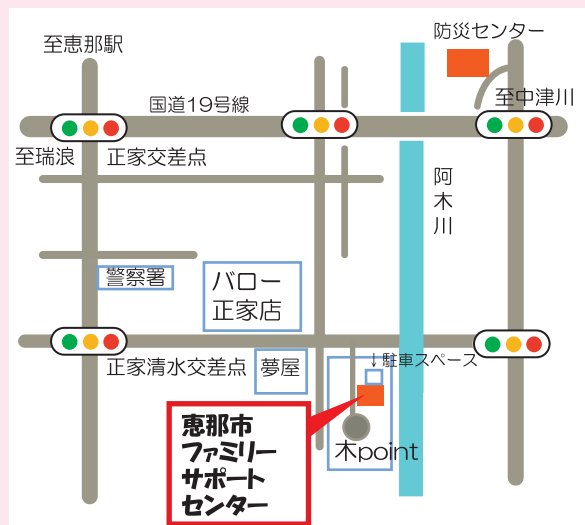 至恵那駅
防災センター
至中津川
国道19号線
至瑞浪
正家交差点
阿
木
川
警察署
バロー
正家店
正家清水交差点
夢屋
↓駐車スペース
恵那市
ファミリー
サポート
センター
木point